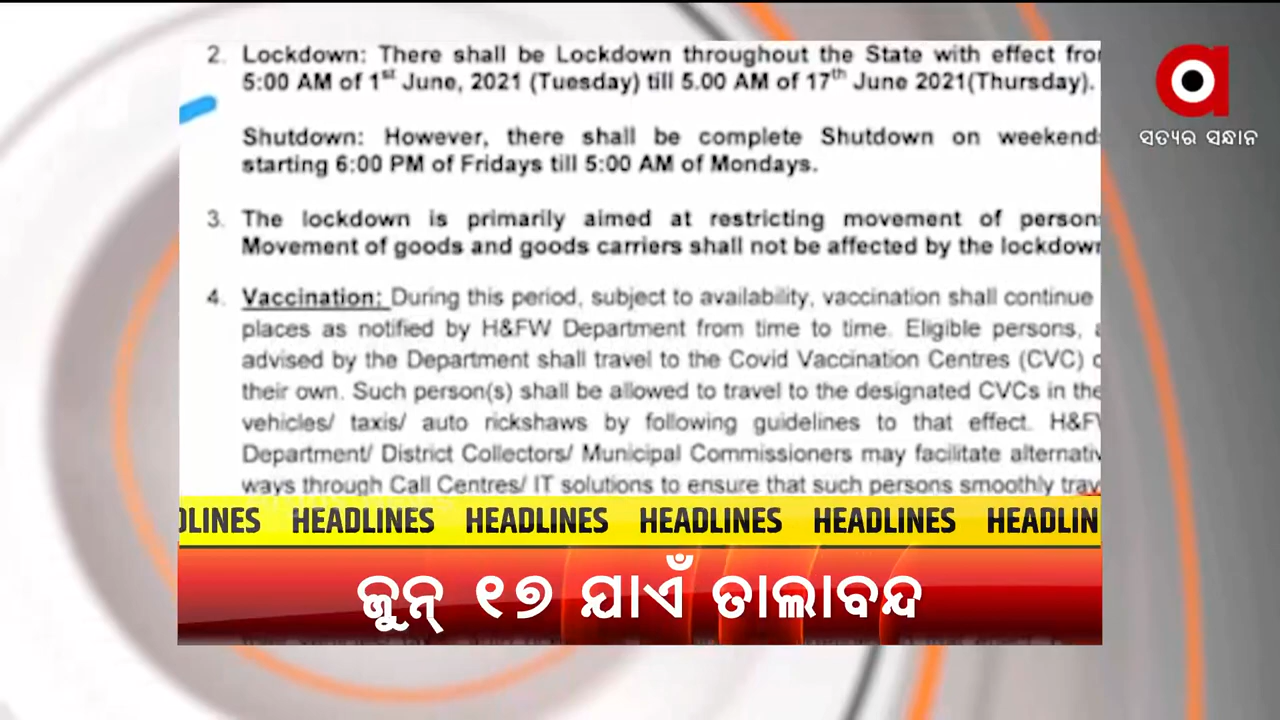 2. Lockdown: There shall be Lockdown throughout the State with effect
5:00 AM of 1st June, 2021 (Tuesday) till 5.00 AM of 17th June 2021(Thursday).
Shutdown: However, there shall be complete Shutdown on
starting 6:00 PM of Fridays till 5:00 AM of Mondays.
3. The lockdown is primarily aimed at restricting movement of
Movement of goods and goods carriers shall not be affected by the lockdown
4. Vaccination: During this period, subject to availability, vaccination shall continue
places as notified by H&FW Department from time to time. Eligible persons,
advised by the Department shall travel to the Covid Vaccination Centres (CVC)
their own. Such person(s) shall be allowed to travel to the designated CVCs in
vehicles/ taxis/ auto rickshaws by following guidelines to that effect.
Department/ District Collectors/ Municipal Commissioners may facilitate
ways through Call Centres/ IT solutions to ensure that such persons smoothly
HEADLINES HEADLINES HEADLINES HEADLINES
ଜୁନ୍ ୧୭ ଯାଏଁ ତାଲାବନ୍ଦ
a
ସତ୍ୟର ସନ୍ଧାନ